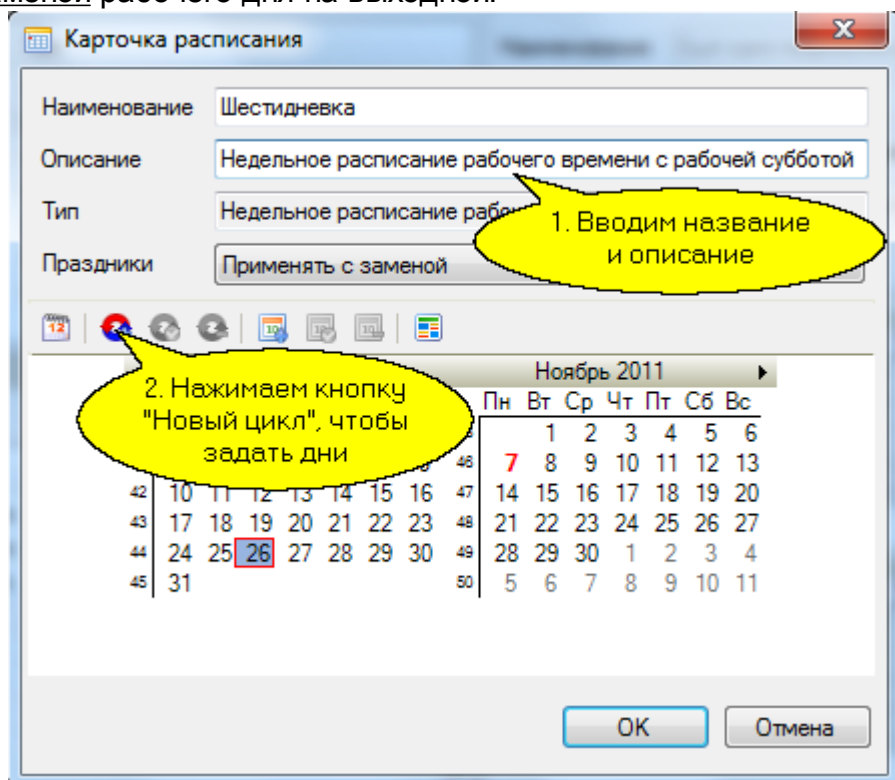 рабочего дня на выходной.
Карточка расписания
Наименование Шестидневка
Описание Недельное расписание рабочего времени с рабочей субботой
Тип Недельное расписание
Праздники Применять с заменой
1. Вводим название
и описание
2. Нажимаем кнопку
"Новый цикл", чтобы
задать дни
Ноябрь 2011
Пн Вт Ср Чт Пт Сб Вс
1 2 3 4 5 6
46 7 8 9 10 11 12 13
42 10 11 12 13 14 15 16 47 14 15 16 17 18 19 20
43 17 18 19 20 21 22 23 48 21 22 23 24 25 26 27
44 24 25 26 27 28 29 30 49 28 29 30 1 2 3 4
45 31 50 5 6 7 8 9 10 11
OK Отмена